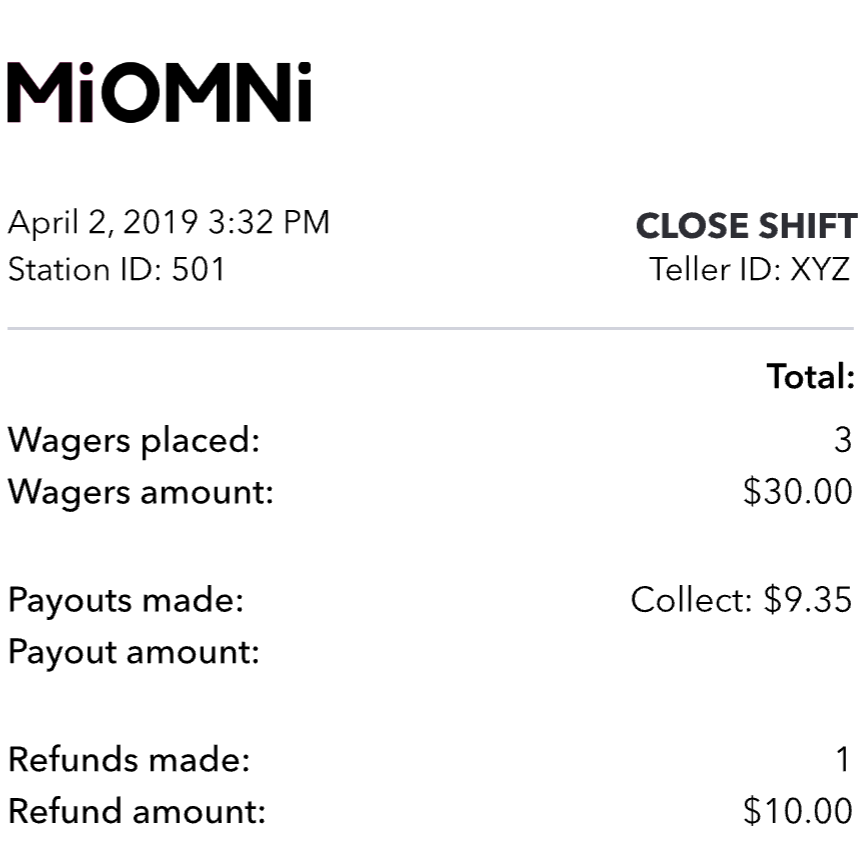 MiOMNi
April 2, 2019 3:32 PM CLOSE SHIFT
Station ID: 501 Teller ID: XYZ
Total:
Wagers placed: 3
Wagers amount: $30.00
Payouts made: Collect: $9.35
Payout amount:
Refunds made: 1
Refund amount: $10.00